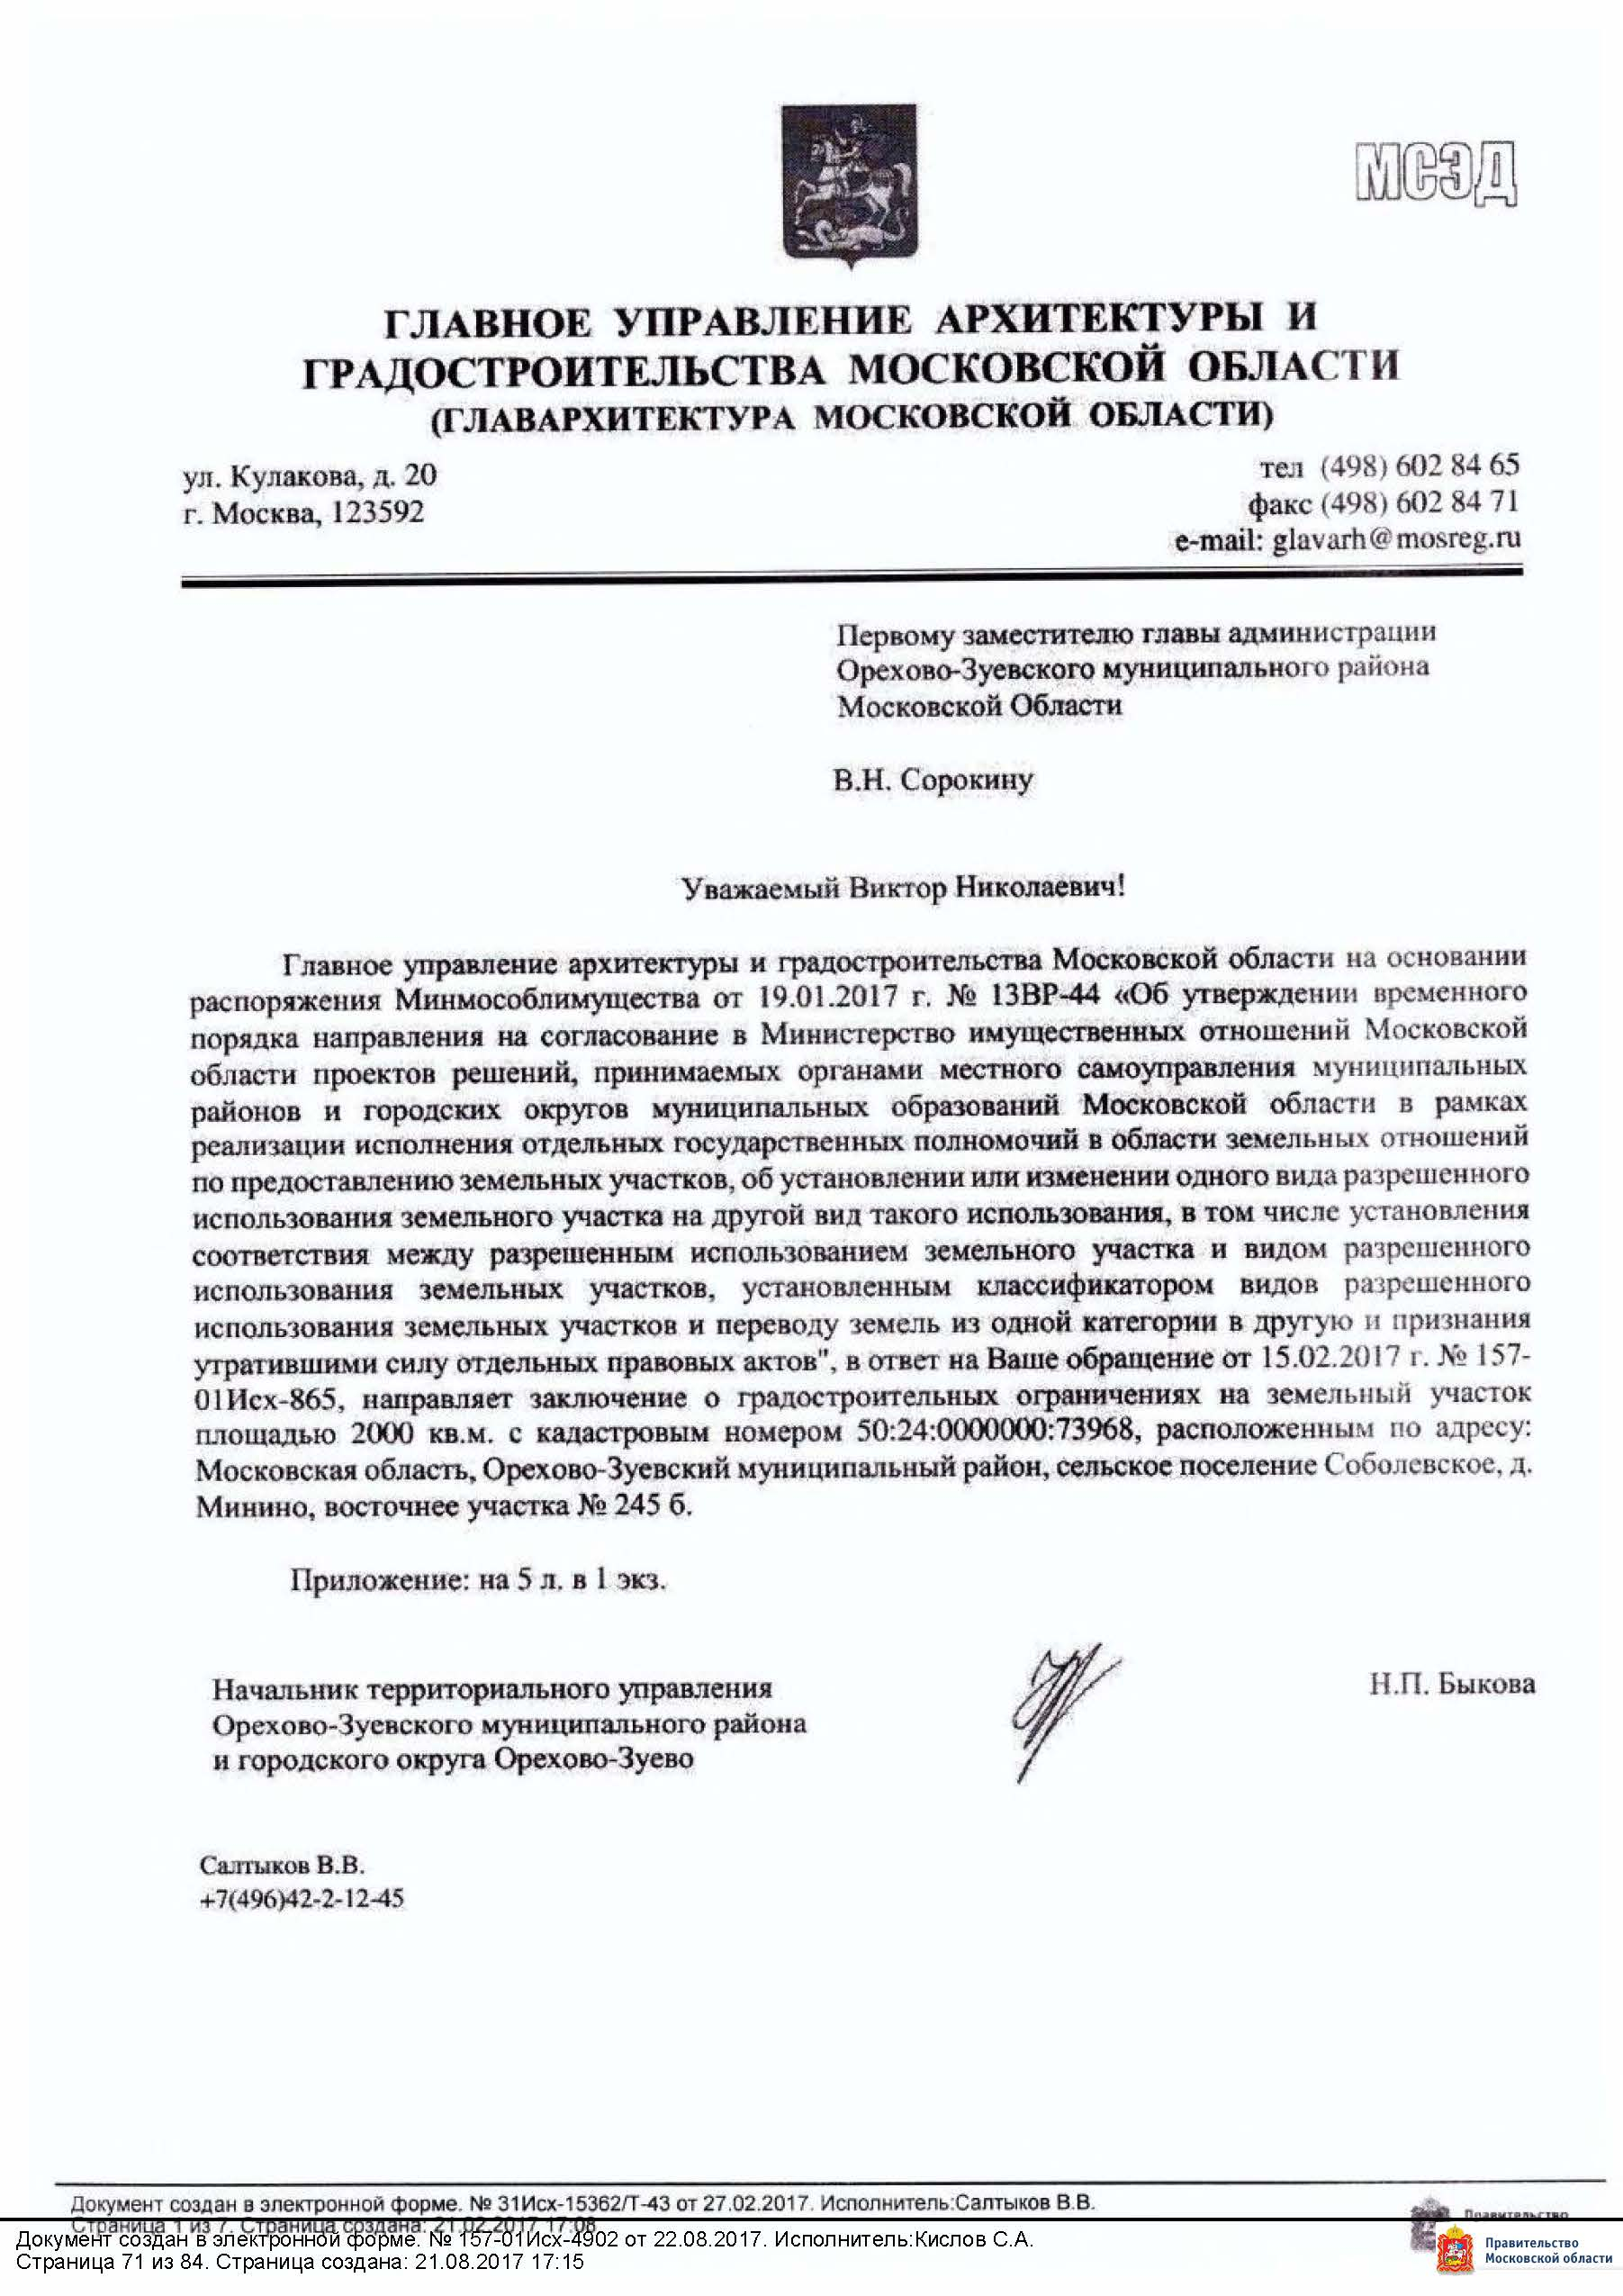 МСЭД
ГЛАВНОЕ УПРАВЛЕНИЕ АРХИТЕКТУРЫ И
ГРАДОСТРОИТЕЛЬСТВА МОСКОВСКОЙ ОБЛАСТИ
(ГЛАВАРХИТЕКТУРА МОСКОВСКОЙ ОБЛАСТИ)
ул. Кулакова, д. 20
г. Москва, 123592
тел (498) 602 84 65
факс (498) 602 84 71
e-mail: glavarh@mosreg.ru
Первому заместителю главы администрации
Орехово-Зуевского муниципального района
Московской Области
В.Н. Сорокину
Уважаемый Виктор Николаевич!
Главное управление архитектуры и градостроительства Московской области на основании
распоряжения Минмособлимущества от 19.01.2017 г. № 13ВР-44 «Об утверждении временного
порядка направления на согласование в Министерство имущественных отношений Московской
области проектов решений, принимаемых органами местного самоуправления муниципальных
районов и городских округов муниципальных образований Московской области в рамках
реализации исполнения отдельных государственных полномочий в области земельных отношений
по предоставлению земельных участков, об установлении или изменении одного вида разрешенного
использования земельного участка на другой вид такого использования, в том числе установления
соответствия между разрешенным использованием земельного участка и видом разрешенного
использования земельных участков, установленным классификатором видов разрешенного
использования земельных участков и переводу земель из одной категории в другую и признания
утратившими силу отдельных правовых актов", в ответ на Ваше обращение от 15.02.2017 г. № 157-
01Исх-865, направляет заключение о градостроительных ограничениях на земельный участок
площадью 2000 кв.м. с кадастровым номером 50:24:0000000:73968, расположенным по адресу:
Московская область, Орехово-Зуевский муниципальный район, сельское поселение Соболевское, д.
Минино, восточнее участка № 245 б.
Приложение: на 5 л. в 1 экз.
Начальник территориального управления
Орехово-Зуевского муниципального района
и городского округа Орехово-Зуево
Н.П. Быкова
Салтыков В.В.
+7(496)42-2-12-45
Документ создан в электронной форме. № 31Исх-15362/Т-43 от 27.02.2017. Исполнитель:Салтыков В.В.
Страница 1 из 7. Страница создана: 21.02.2017 17:08
Правительство
Документ создан в электронной форме. № 157-01Исх-4902 от 22.08.2017. Исполнитель:Кислов С.А.
Страница 71 из 84. Страница создана: 21.08.2017 17:15
Правительство
Московской области